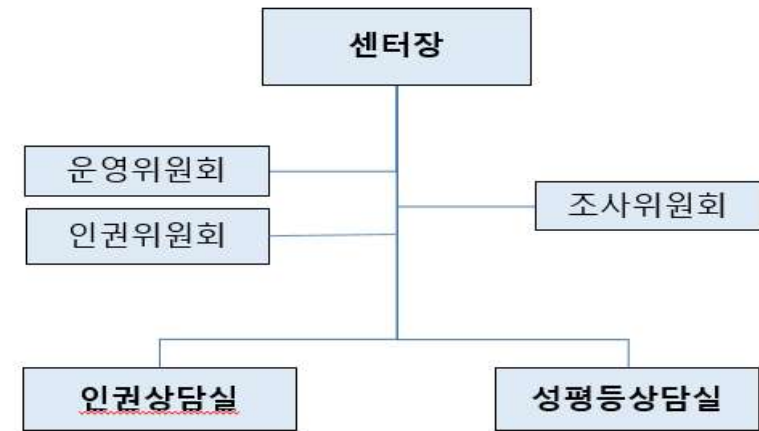 센터장
운영위원회
조사위원회
인권위원회
인권상담실
성평등상담실